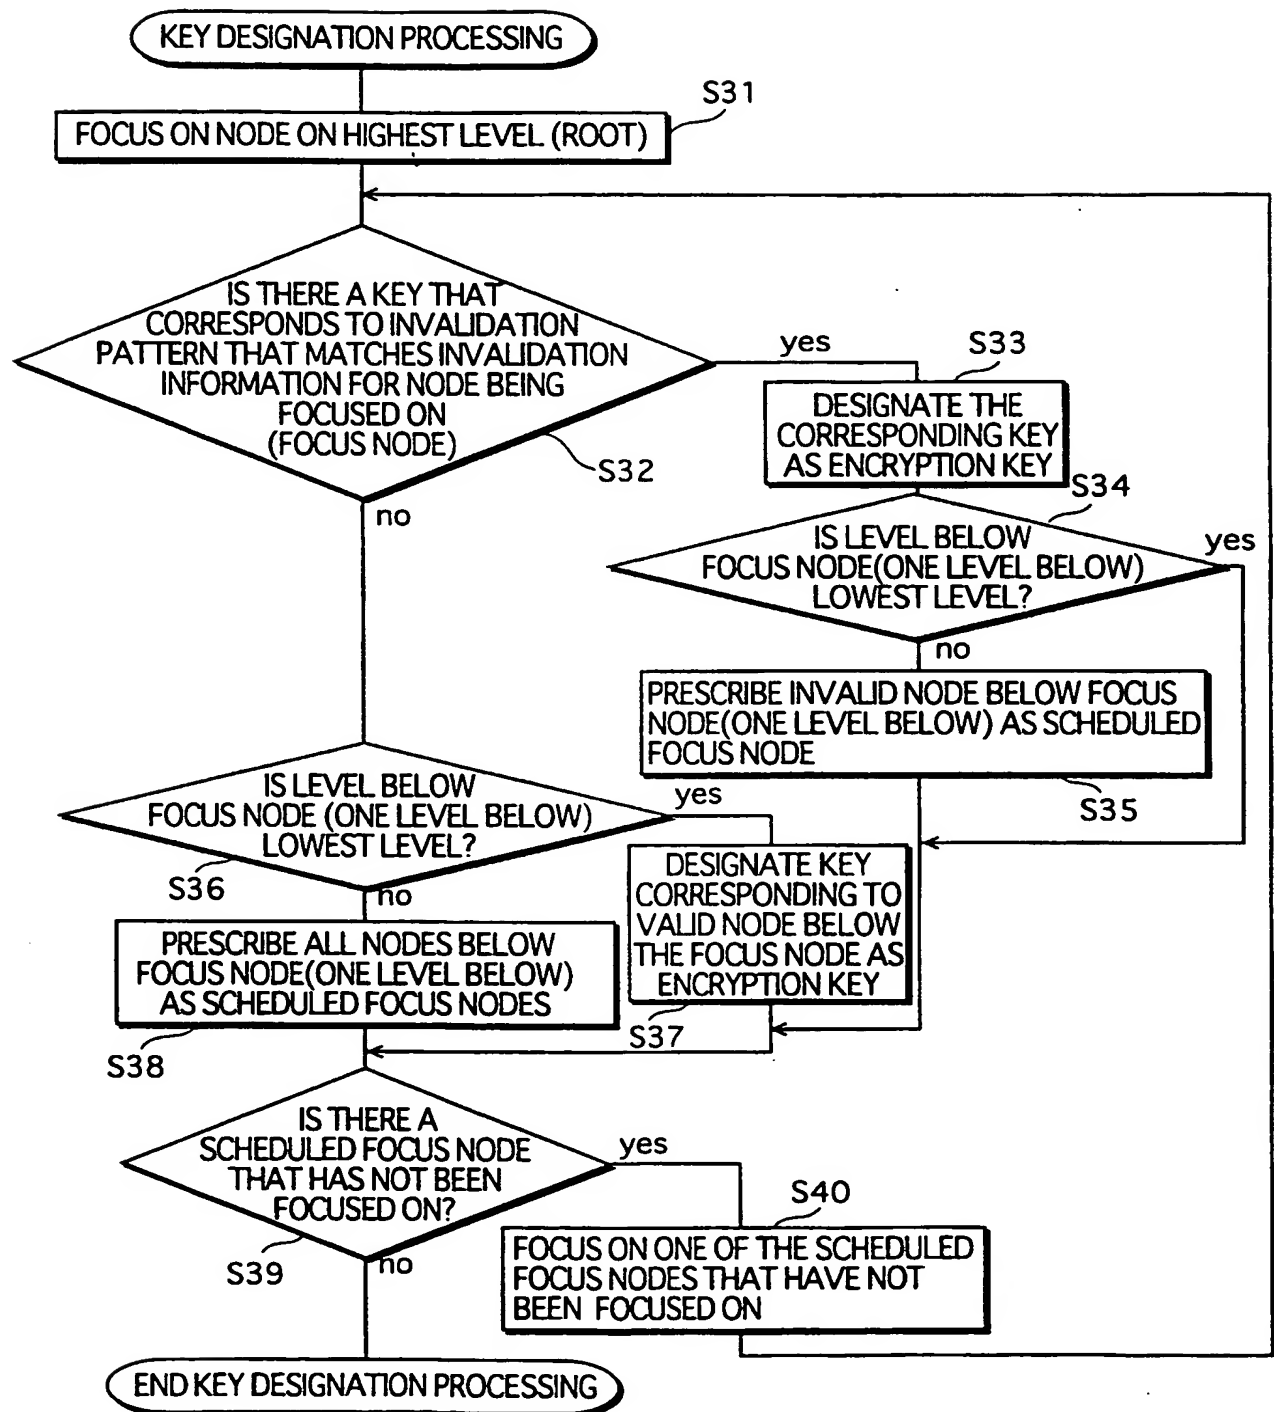 KEY DESIGNATION PROCESSING
S31
FOCUS ON NODE ON HIGHEST LEVEL (ROOT)
IS THERE A KEY THAT
CORRESPONDS TO INVALIDATION
PATTERN THAT MATCHES INVALIDATION
INFORMATION FOR NODE BEING
FOCUSED ON
(FOCUS NODE)
S32
yes
no
S33
DESIGNATE THE
CORRESPONDING KEY
AS ENCRYPTION KEY
S34
IS LEVEL BELOW
FOCUS NODE(ONE LEVEL BELOW)
LOWEST LEVEL?
yes
no
PRESCRIBE INVALID NODE BELOW FOCUS
NODE(ONE LEVEL BELOW) AS SCHEDULED
FOCUS NODE
S35
IS LEVEL BELOW
FOCUS NODE (ONE LEVEL BELOW)
LOWEST LEVEL?
yes
S36
no
DESIGNATE KEY
CORRESPONDING TO
VALID NODE BELOW
THE FOCUS NODE AS
ENCRYPTION KEY
S37
PRESCRIBE ALL NODES BELOW
FOCUS NODE(ONE LEVEL BELOW)
AS SCHEDULED FOCUS NODES
S38
IS THERE A
SCHEDULED FOCUS NODE
THAT HAS NOT BEEN
FOCUSED ON?
yes
S39
no
S40
FOCUS ON ONE OF THE SCHEDULED
FOCUS NODES THAT HAVE NOT
BEEN FOCUSED ON
END KEY DESIGNATION PROCESSING